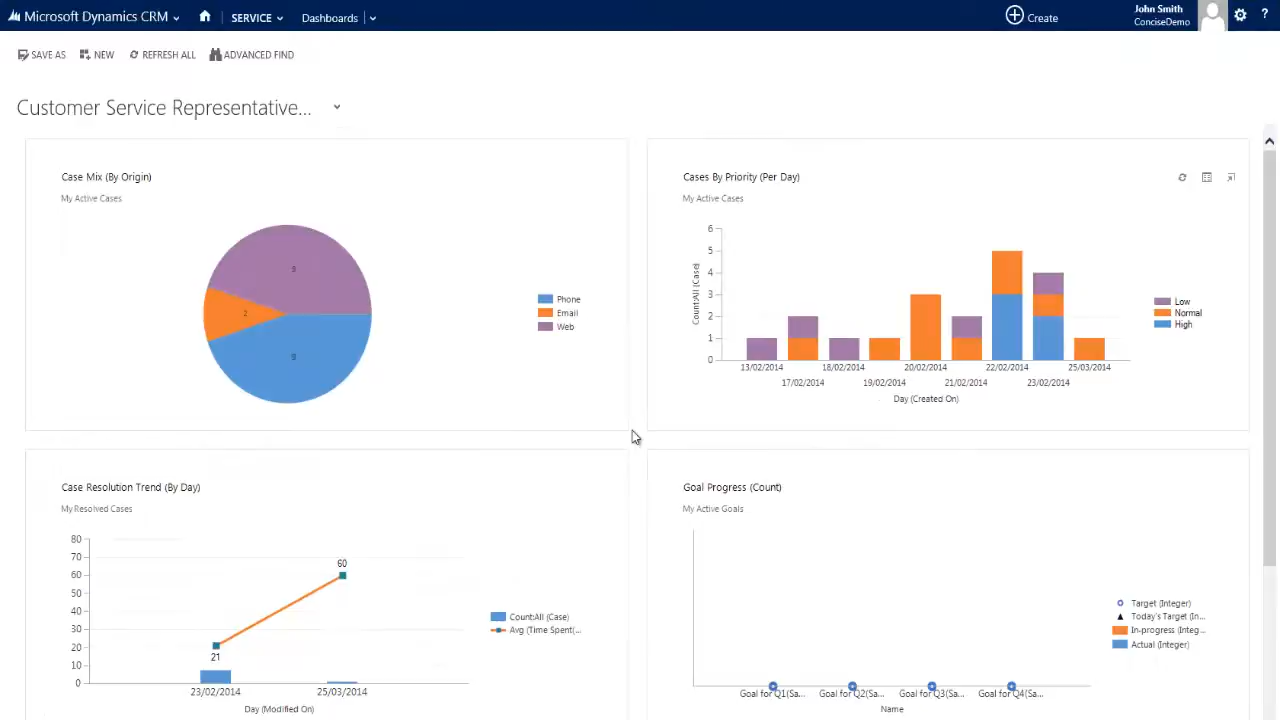 Microsoft Dynamics CRM
SERVICE
Dashboards
Create
John Smith
ConciseDemo
?
SAVE AS
NEW
REFRESH ALL
ADVANCED FIND
Customer Service Representative...
Case Mix (By Origin)
My Active Cases
9
2
9
Phone
Email
Web
Cases By Priority (Per Day)
My Active Cases
Count:All (Case)
6
5
4
3
2
1
0
13/02/2014
17/02/2014
18/02/2014
19/02/2014
20/02/2014
21/02/2014
22/02/2014
23/02/2014
25/03/2014
Day (Created On)
Low
Normal
High
Case Resolution Trend (By Day)
My Resolved Cases
80
70
60
50
40
30
20
10
0
21
60
23/02/2014
25/03/2014
Day (Modified On)
Count:All (Case)
Avg (Time Spent(...
Goal Progress (Count)
My Active Goals
Goal for Q1(Sa...
Goal for Q2(Sa...
Goal for Q3(Sa...
Goal for Q4(Sa...
Name
Target (Integer)
Today's Target (In...
In-progress (Integ...
Actual (Integer)